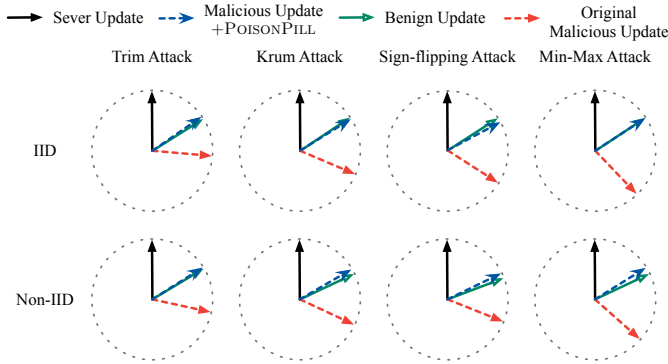 Sever Update
Malicious Update
+POISONPILL
Benign Update
Original
Malicious Update
Trim Attack
Krum Attack
Sign-flipping Attack
Min-Max Attack
IID
Non-IID